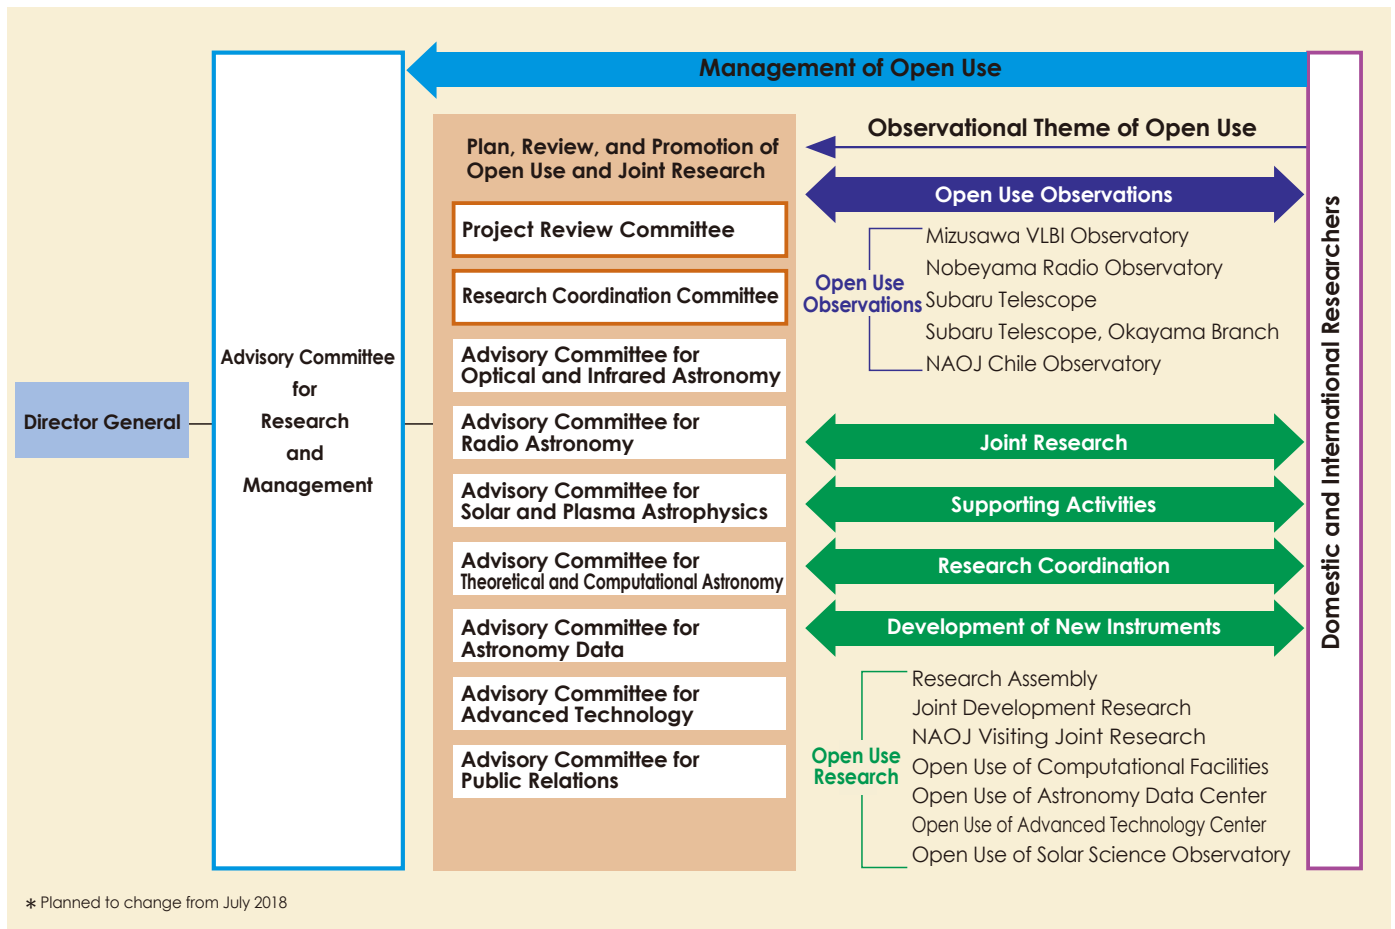 Management of Open Use
Director General
Advisory Committee
for
Research
and
Management
Plan, Review, and Promotion of
Open Use and Joint Research
Project Review Committee
Research Coordination Committee
Advisory Committee for
Optical and Infrared Astronomy
Advisory Committee for
Radio Astronomy
Advisory Committee for
Solar and Plasma Astrophysics
Advisory Committee for
Theoretical and Computational Astronomy
Advisory Committee for
Astronomy Data
Advisory Committee for
Advanced Technology
Advisory Committee for
Public Relations
Observational Theme of Open Use
Open Use Observations
Open Use
Observations
Mizusawa VLBI Observatory
Nobeyama Radio Observatory
Subaru Telescope
Subaru Telescope, Okayama Branch
NAOJ Chile Observatory
Joint Research
Supporting Activities
Research Coordination
Development of New Instruments
Open Use
Research
Research Assembly
Joint Development Research
NAOJ Visiting Joint Research
Open Use of Computational Facilities
Open Use of Astronomy Data Center
Open Use of Advanced Technology Center
Open Use of Solar Science Observatory
Domestic and International Researchers
* Planned to change from July 2018